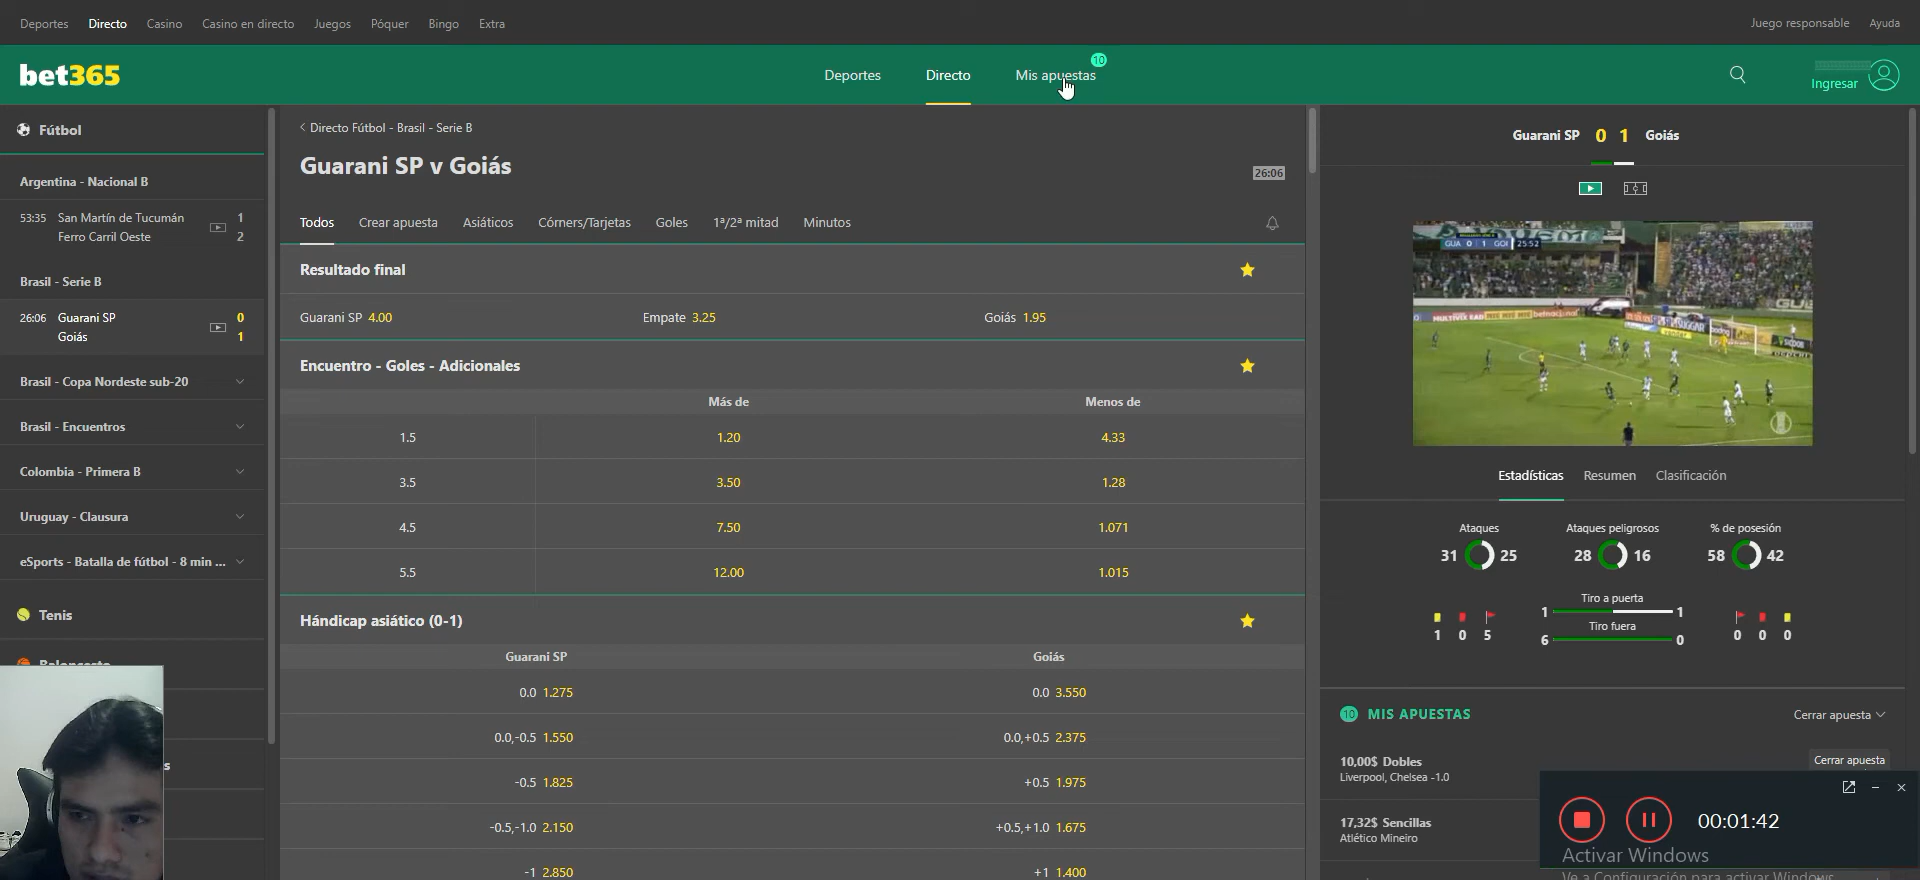 Deportes Directo Casino Casino en directo Juegos Póquer Bingo Extra Juego responsable Ayuda
bet365 Deportes Directo Mis apuestas 10 Ingresar
Fútbol
Argentina - Nacional B
53:35 San Martín de Tucumán 1
Ferro Carril Oeste 2
Brasil - Serie B
26:06 Guarani SP 0
Goiás 1
Brasil - Copa Nordeste sub-20
Brasil - Encuentros
Colombia - Primera B
Uruguay - Clausura
eSports - Batalla de fútbol - 8 min ...
Tenis
Directo Fútbol - Brasil - Serie B
Guarani SP v Goiás
26:06
Todos Crear apuesta Asiáticos Córners/Tarjetas Goles 1ª/2ª mitad Minutos
Resultado final
Guarani SP 4.00 Empate 3.25 Goiás 1.95
Encuentro - Goles - Adicionales
Más de Menos de
1.5 1.20 4.33
3.5 3.50 1.28
4.5 7.50 1.071
5.5 12.00 1.015
Hándicap asiático (0-1)
Guarani SP Goiás
0.0 1.275 0.0 3.550
0.0,-0.5 1.550 0.0,+0.5 2.375
-0.5 1.825 +0.5 1.975
-0.5,-1.0 2.150 +0.5,+1.0 1.675
-1 2.850 +1 1.400
Guarani SP 0 1 Goiás
GUA 0 1 GOI 25:52
Estadísticas Resumen Clasificación
Ataques Ataques peligrosos % de posesión
31 25 28 16 58 42
Tiro a puerta
1 1
Tiro fuera
1 0 5 6 0 0 0 0
10 MIS APUESTAS Cerrar apuesta
10,00$ Dobles Cerrar apuesta
Liverpool, Chelsea -1.0
17,32$ Sencillas
Atlético Mineiro
00:01:42
Activar Windows
Ve a Configuración para activar Windows.